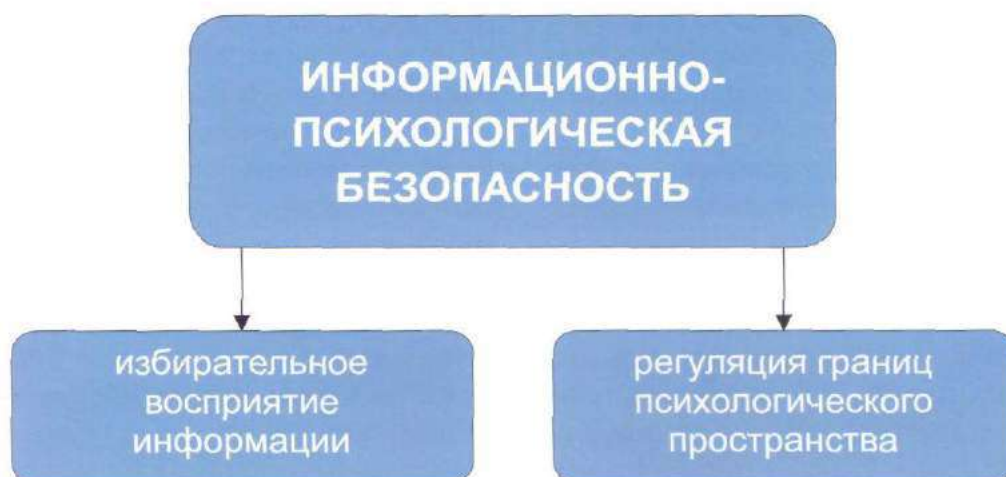 ИНФОРМАЦИОННО-
ПСИХОЛОГИЧЕСКАЯ
БЕЗОПАСНОСТЬ
избирательное
восприятие
информации
регуляция границ
психологического
пространства